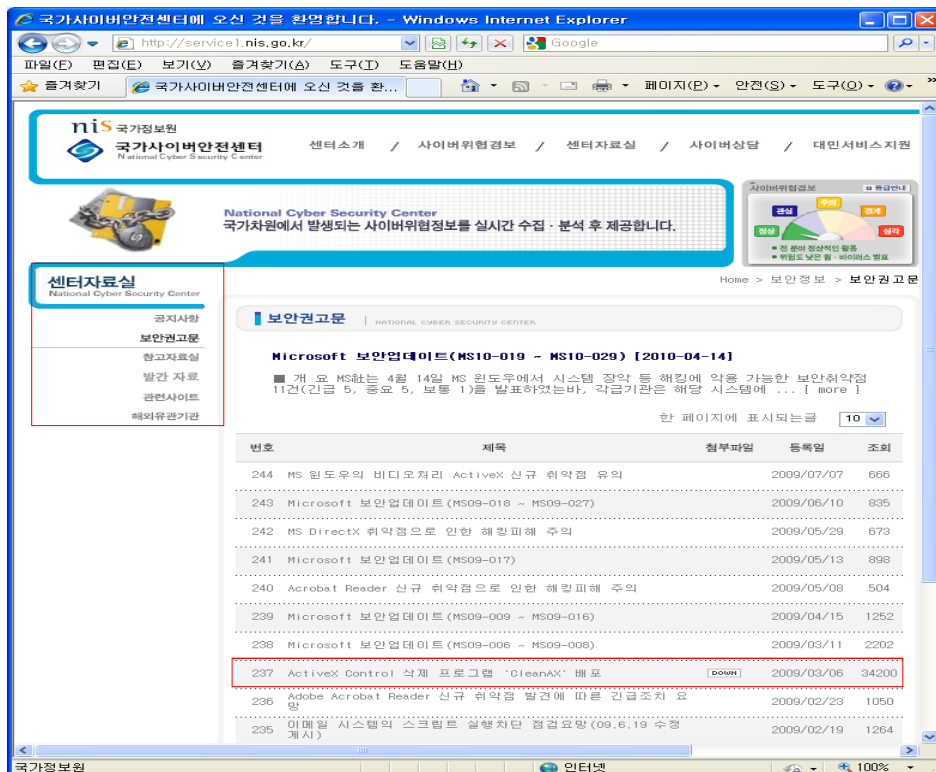 국가사이버안전센터에 오신 것을 환영합니다. - Windows Internet Explorer
http://service1.nis.go.kr/
Google
파일(F) 편집(E) 보기(V) 즐겨찾기(A) 도구(T) 도움말(H)
즐겨찾기 국가사이버안전센터에 오신 것을 환... 페이지(P) 안전(S) 도구(O)
nis 국가정보원
국가사이버안전센터
National Cyber Security Center
센터소개 / 사이버위협경보 / 센터자료실 / 사이버상담 / 대민서비스지원
National Cyber Security Center
국가차원에서 발생되는 사이버위협정보를 실시간 수집 · 분석 후 제공합니다.
사이버위협경보 등급안내
정상 관심 주의 경계 심각
전 분야 정상적인 활동
위험도 낮은 웜 · 바이러스 발표
센터자료실
National Cyber Security Center
공지사항
보안권고문
참고자료실
발간 자료
관련사이트
해외유관기관
Home > 보안정보 > 보안권고문
보안권고문 | NATIONAL CYBER SECURITY CENTER
Microsoft 보안업데이트(MS10-019 ~ MS10-029) [2010-04-14]
■ 개 요 MS社는 4월 14일 MS 윈도우에서 시스템 장악 등 해킹에 악용 가능한 보안취약점
11건(긴급 5, 중요 5, 보통 1)을 발표하였는바, 각급기관은 해당 시스템에 ... [ more ]
한 페이지에 표시되는글 10
번호 제목 첨부파일 등록일 조회
244 MS 윈도우의 비디오처리 ActiveX 신규 취약점 유의 2009/07/07 666
243 Microsoft 보안업데이트(MS09-018 ~ MS09-027) 2009/06/10 835
242 MS DirectX 취약점으로 인한 해킹피해 주의 2009/05/29 673
241 Microsoft 보안업데이트(MS09-017) 2009/05/13 898
240 Acrobat Reader 신규 취약점으로 인한 해킹피해 주의 2009/05/08 504
239 Microsoft 보안업데이트(MS09-009 ~ MS09-016) 2009/04/15 1252
238 Microsoft 보안업데이트(MS09-006 ~ MS09-008) 2009/03/11 2202
237 ActiveX Control 삭제 프로그램 'CleanAX' 배포 DOWN 2009/03/06 34200
236 Adobe Acrobat Reader 신규 취약점 발견에 따른 긴급조치 요망 2009/02/23 1050
235 이메일 시스템의 스크립트 실행차단 점검요망(09.6.19 수정 게시) 2009/02/19 1264
국가정보원 인터넷 100%